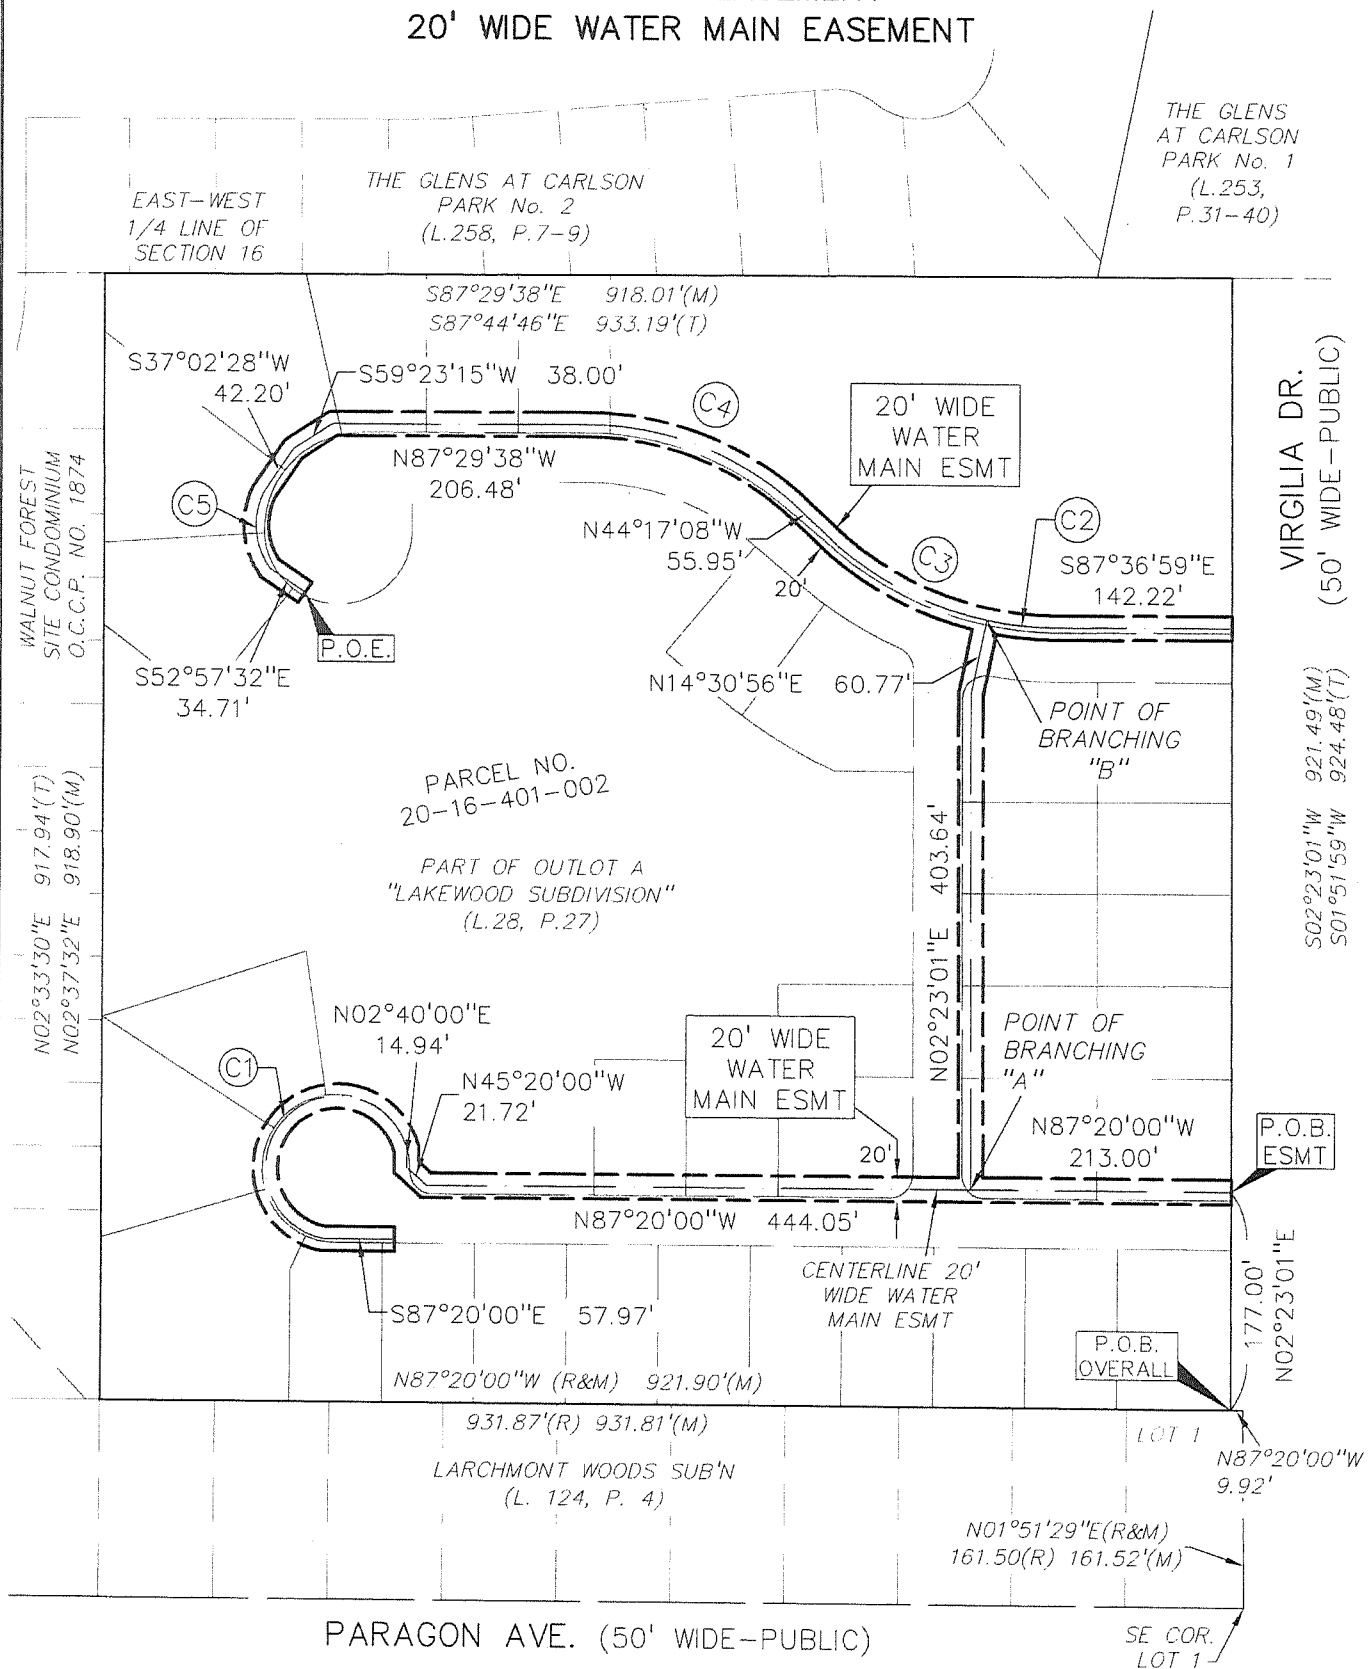 20' WIDE WATER MAIN EASEMENT
THE GLENS
AT CARLSON
PARK No. 1
(L.253,
P.31-40)
THE GLENS AT CARLSON
PARK No. 2
(L.258, P.7-9)
EAST-WEST
1/4 LINE OF
SECTION 16
S87°29'38"E 918.01'(M)
S87°44'46"E 933.19'(T)
S37°02'28"W
42.20'
S59°23'15"W 38.00'
C4
20' WIDE
WATER
MAIN ESMT
VIRGILIA DR.
(50' WIDE-PUBLIC)
N87°29'38"W
206.48'
WALNUT FOREST
SITE CONDOMINIUM
O.C.C.P. NO. 1874
C5
N44°17'08"W
55.95'
C2
C3
S87°36'59"E
142.22'
20'
P.O.E.
S52°57'32"E
34.71'
N14°30'56"E 60.77'
POINT OF
BRANCHING
"B"
S02°23'01"W 921.49'(M)
S01°51'59"W 924.48'(T)
PARCEL NO.
20-16-401-002
N02°33'30"E 917.94'(T)
N02°37'32"E 918.90'(M)
PART OF OUTLOT A
"LAKEWOOD SUBDIVISION"
(L.28, P.27)
N02°23'01"E 403.64'
N02°40'00"E
14.94'
20' WIDE
WATER
MAIN ESMT
POINT OF
BRANCHING
"A"
C1
N45°20'00"W
21.72'
N87°20'00"W
213.00'
P.O.B.
ESMT
20'
N87°20'00"W 444.05'
CENTERLINE 20'
WIDE WATER
MAIN ESMT
177.00'
N02°23'01"E
S87°20'00"E 57.97'
P.O.B.
OVERALL
N87°20'00"W (R&M) 921.90'(M)
931.87'(R) 931.81'(M)
LOT 1
N87°20'00"W
9.92'
LARCHMONT WOODS SUB'N
(L. 124, P. 4)
N01°51'29"E(R&M)
161.50(R) 161.52'(M)
PARAGON AVE. (50' WIDE-PUBLIC)
SE COR.
LOT 1